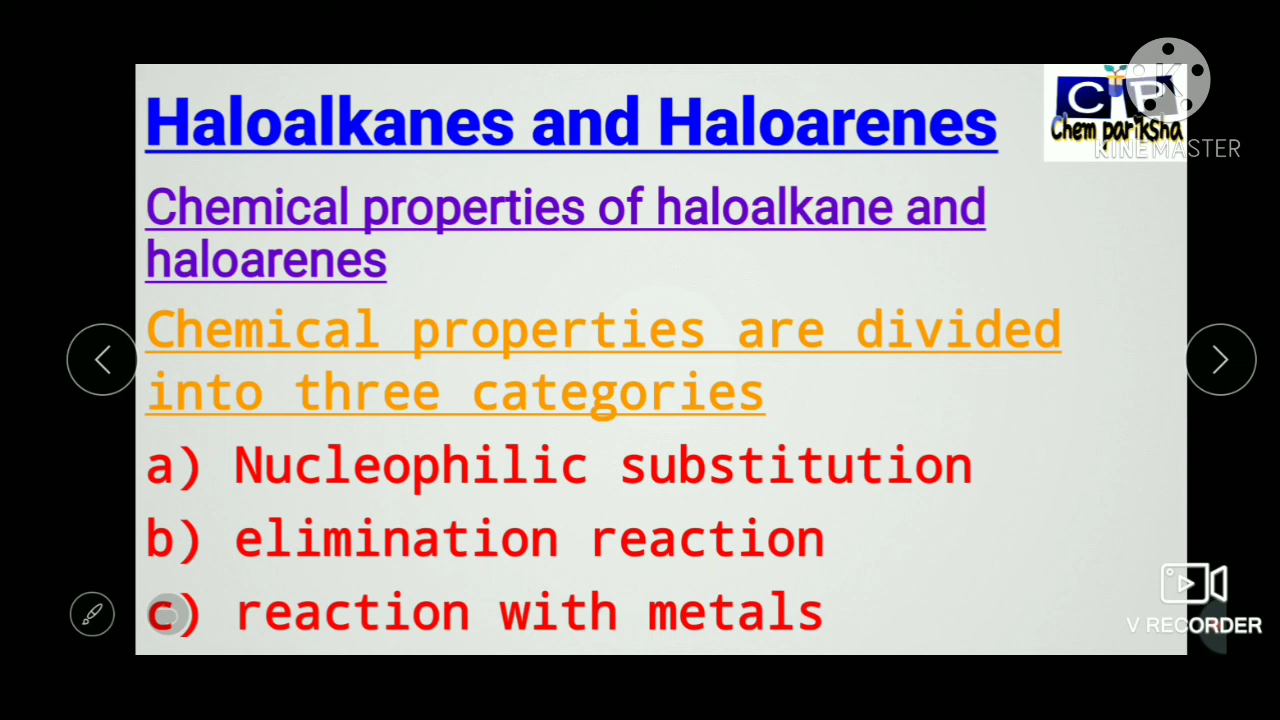 Haloalkanes and Haloarenes
C P
Chem pariksha
KINEMASTER
Chemical properties of haloalkane and
haloarenes
Chemical properties are divided
into three categories
a) Nucleophilic substitution
b) elimination reaction
c) reaction with metals
V RECORDER